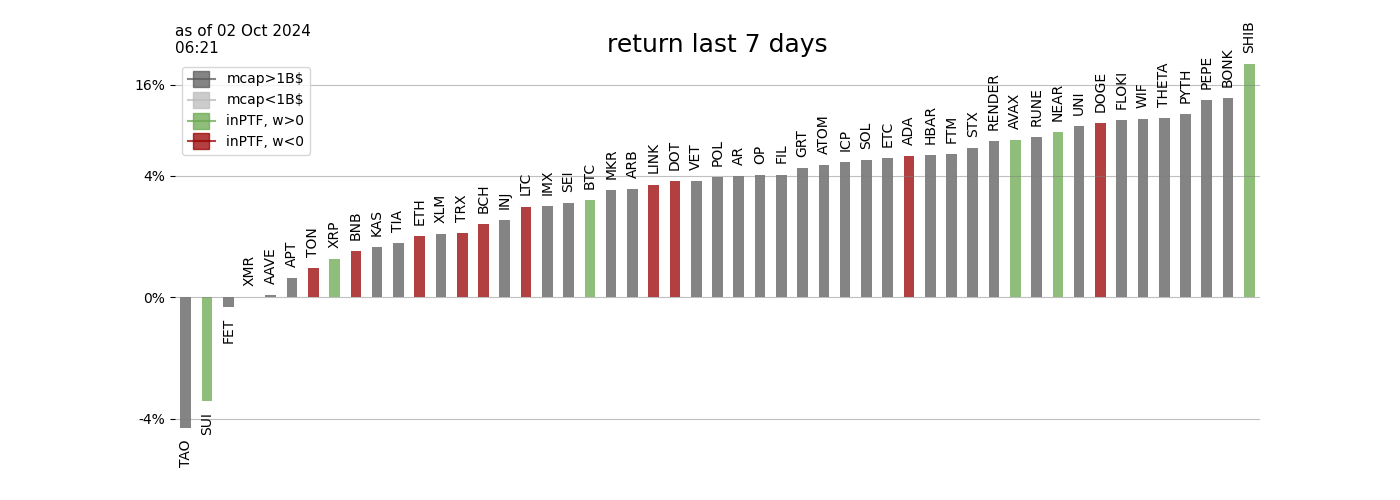 as of 02 Oct 2024
06:21
return last 7 days
mcap>1B$
mcap<1B$
inPTF, w>0
inPTF, w<0
16%
4%
0%
-4%
TAO
SUI
FET
XMR
AAVE
APT
TON
XRP
BNB
KAS
TIA
ETH
XLM
TRX
BCH
INJ
LTC
IMX
SEI
BTC
MKR
ARB
LINK
DOT
VET
POL
AR
OP
FIL
GRT
ATOM
ICP
SOL
ETC
ADA
HBAR
FTM
STX
RENDER
AVAX
RUNE
NEAR
UNI
DOGE
FLOKI
WIF
THETA
PYTH
PEPE
BONK
SHIB